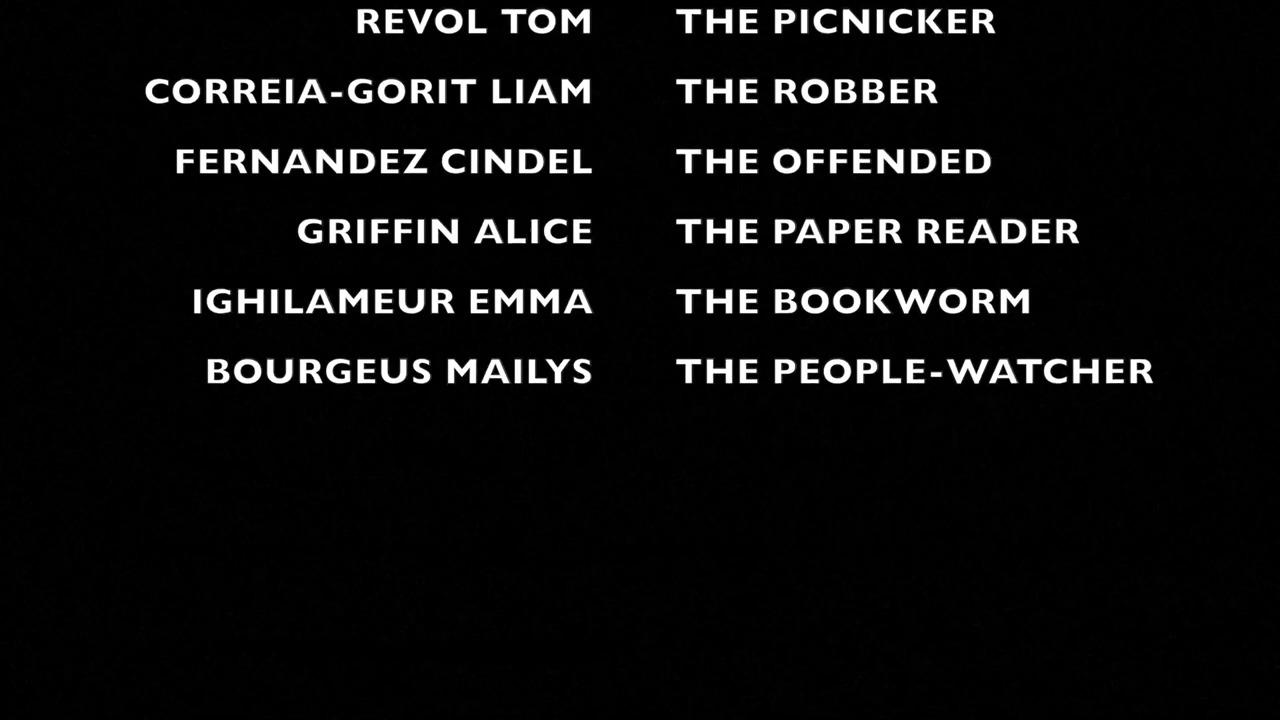 REVOL TOM THE PICNICKER
CORREIA-GORIT LIAM THE ROBBER
FERNANDEZ CINDEL THE OFFENDED
GRIFFIN ALICE THE PAPER READER
IGHILAMEUR EMMA THE BOOKWORM
BOURGEUS MAILYS THE PEOPLE-WATCHER